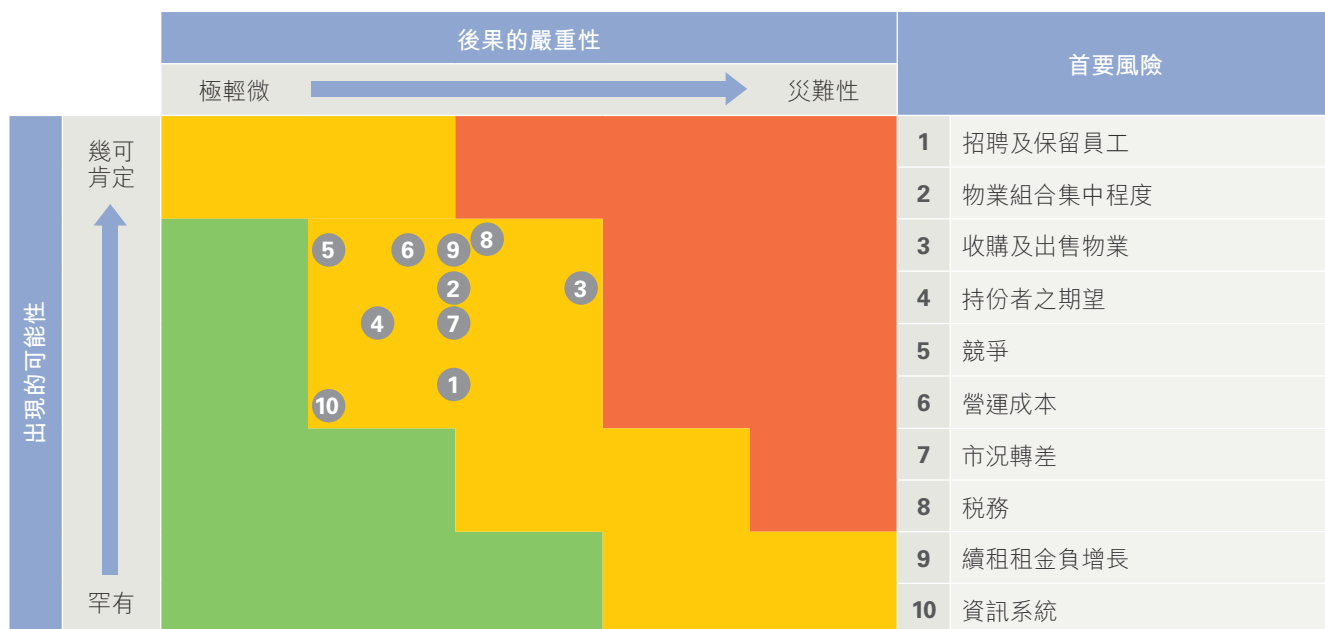 後果的嚴重性
首要風險
極輕微
災難性
出現的可能性
幾可
肯定
罕有
5
6
9
8
2
3
4
7
1
10
1 招聘及保留員工
2 物業組合集中程度
3 收購及出售物業
4 持份者之期望
5 競爭
6 營運成本
7 市況轉差
8 稅務
9 續租租金負增長
10 資訊系統